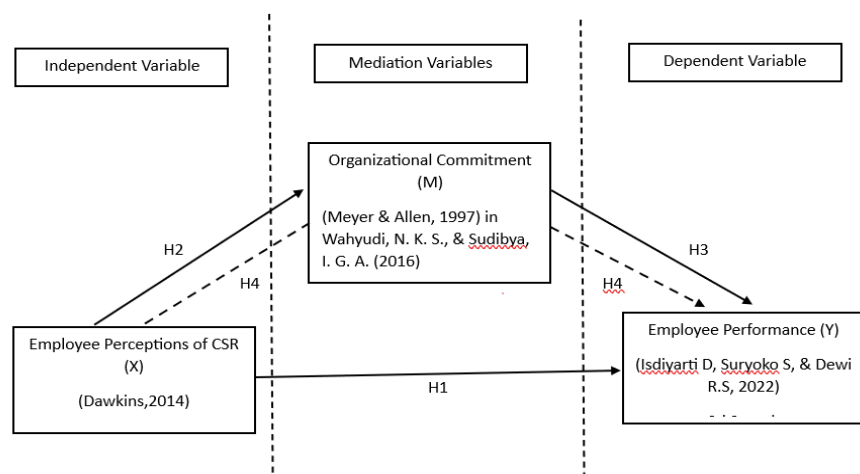 Independent Variable
Mediation Variables
Dependent Variable
Organizational Commitment
(M)
(Meyer & Allen, 1997) in
Wahyudi, N. K. S., & Sudibya,
I. G. A. (2016)
H2
H4
H3
H4
Employee Perceptions of CSR
(X)
(Dawkins,2014)
H1
Employee Performance (Y)
(Isdiyarti D, Suryoko S, & Dewi
R.S, 2022)